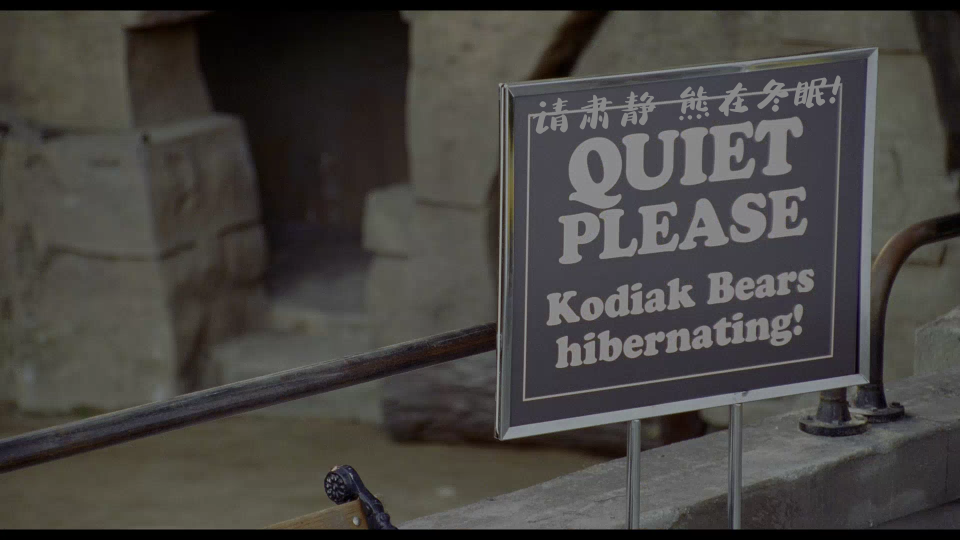 请肃静 熊在冬眠!
QUIET
PLEASE
Kodiak Bears
hibernating!